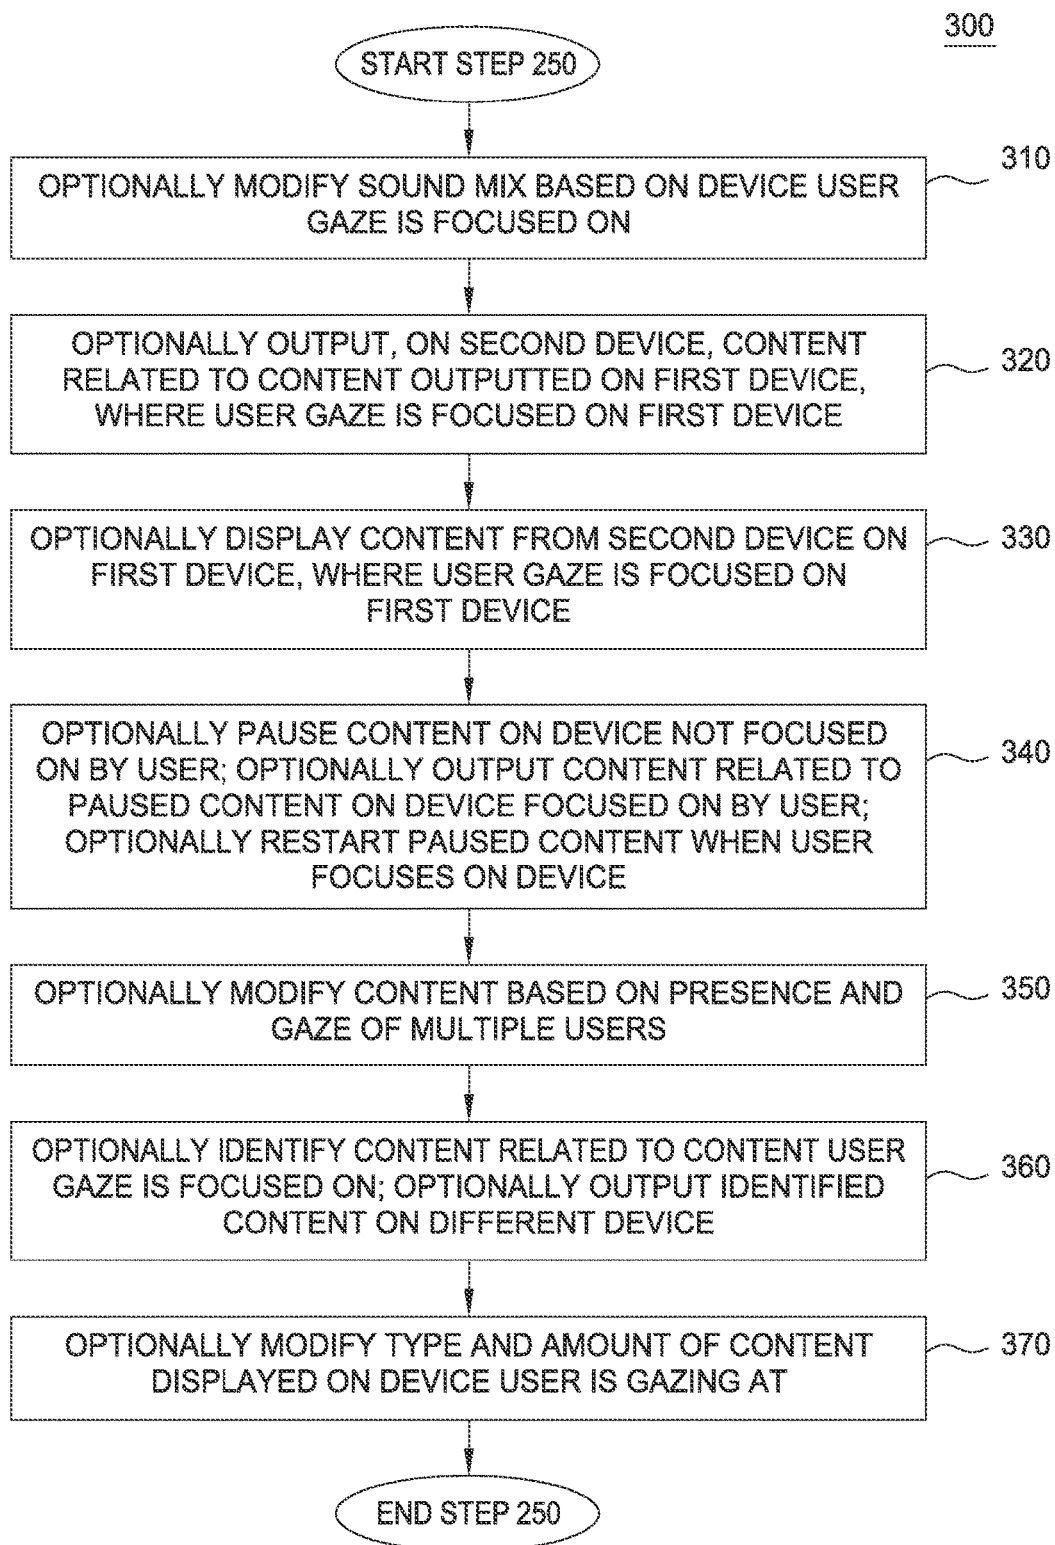 300
START STEP 250
310
OPTIONALLY MODIFY SOUND MIX BASED ON DEVICE USER
GAZE IS FOCUSED ON
320
OPTIONALLY OUTPUT, ON SECOND DEVICE, CONTENT
RELATED TO CONTENT OUTPUTTED ON FIRST DEVICE,
WHERE USER GAZE IS FOCUSED ON FIRST DEVICE
330
OPTIONALLY DISPLAY CONTENT FROM SECOND DEVICE ON
FIRST DEVICE, WHERE USER GAZE IS FOCUSED ON
FIRST DEVICE
340
OPTIONALLY PAUSE CONTENT ON DEVICE NOT FOCUSED
ON BY USER; OPTIONALLY OUTPUT CONTENT RELATED TO
PAUSED CONTENT ON DEVICE FOCUSED ON BY USER;
OPTIONALLY RESTART PAUSED CONTENT WHEN USER
FOCUSES ON DEVICE
350
OPTIONALLY MODIFY CONTENT BASED ON PRESENCE AND
GAZE OF MULTIPLE USERS
360
OPTIONALLY IDENTIFY CONTENT RELATED TO CONTENT USER
GAZE IS FOCUSED ON; OPTIONALLY OUTPUT IDENTIFIED
CONTENT ON DIFFERENT DEVICE
370
OPTIONALLY MODIFY TYPE AND AMOUNT OF CONTENT
DISPLAYED ON DEVICE USER IS GAZING AT
END STEP 250